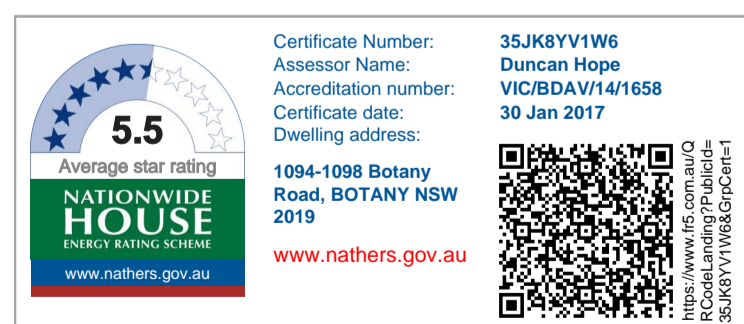 5.5
Average star rating
NATIONWIDE
HOUSE
ENERGY RATING SCHEME
www.nathers.gov.au
Certificate Number: 35JK8YV1W6
Assessor Name: Duncan Hope
Accreditation number: VIC/BDAV/14/1658
Certificate date: 30 Jan 2017
Dwelling address:
1094-1098 Botany
Road, BOTANY NSW
2019
www.nathers.gov.au
https://www.fr5.com.au/Q
RCodeLanding?PublicId=
35JK8YV1W6&GrpCert=1